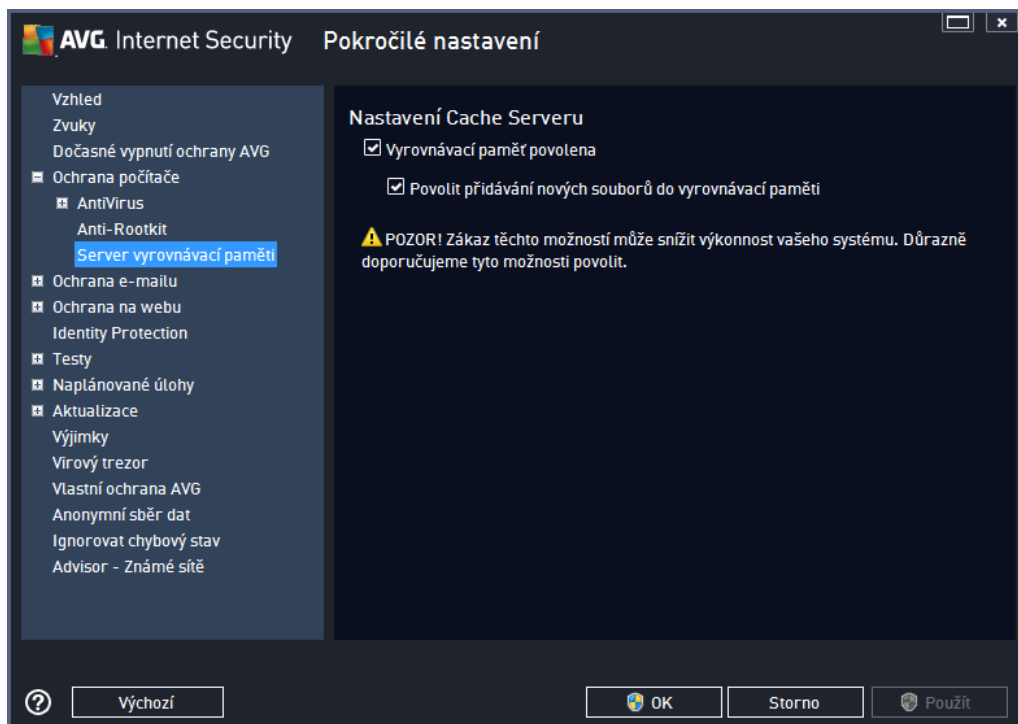 AVG. Internet Security
Pokročilé nastavení
Vzhled
Zvuky
Dočasné vypnutí ochrany AVG
Ochrana počítače
AntiVirus
Anti-Rootkit
Server vyrovnávací paměti
Ochrana e-mailu
Ochrana na webu
Identity Protection
Testy
Naplánované úlohy
Aktualizace
Výjimky
Virový trezor
Vlastní ochrana AVG
Anonymní sběr dat
Ignorovat chybový stav
Advisor - Známé sítě
Nastavení Cache Serveru
Vyrovnávací paměť povolena
Povolit přidávání nových souborů do vyrovnávací paměti
POZOR! Zákaz těchto možností může snížit výkonnost vašeho systému. Důrazně
doporučujeme tyto možnosti povolit.
Výchozí
OK
Storno
Použít